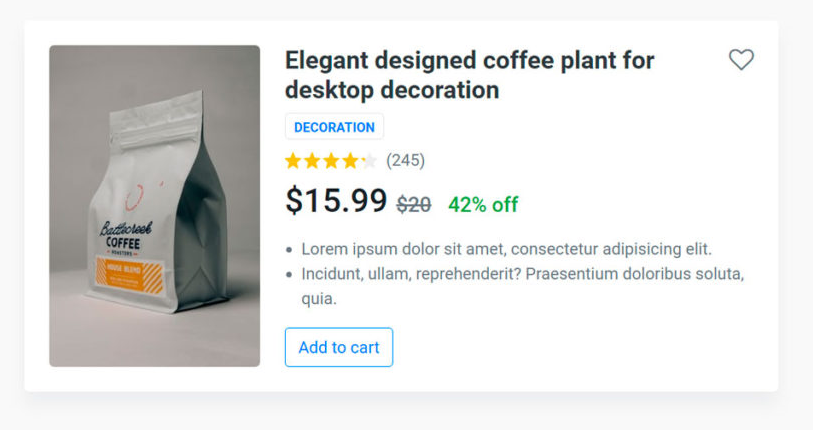 Elegant designed coffee plant for
desktop decoration
DECORATION
(245)
$15.99 $20 42% off
Lorem ipsum dolor sit amet, consectetur adipisicing elit.
Incidunt, ullam, reprehenderit? Praesentium doloribus soluta,
quia.
Add to cart
Battlecreek
COFFEE
ROASTERS
HOUSE BLEND